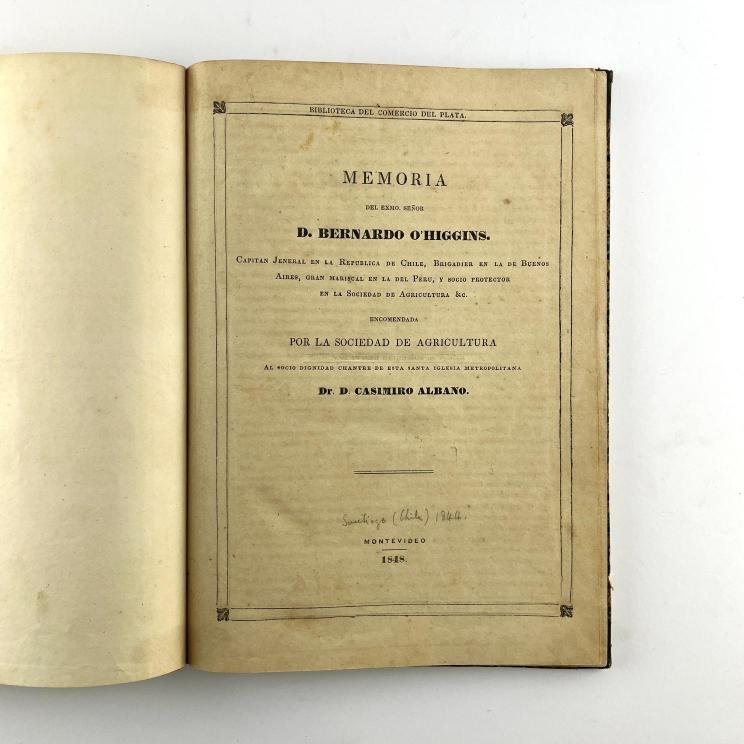 BIBLIOTECA DEL COMERCIO DEL PLATA.
MEMORIA
DEL EXMO. SEÑOR
D. BERNARDO O'HIGGINS.
CAPITAN JENERAL EN LA REPUBLICA DE CHILE, BRIGADIER EN LA DE BUENOS
AIRES, GRAN MARISCAL EN LA DEL PERU, Y SOCIO PROTECTOR
EN LA SOCIEDAD DE AGRICULTURA &C.
ENCOMENDADA
POR LA SOCIEDAD DE AGRICULTURA
AL SOCIO DIGNIDAD CHANTRE DE ESTA SANTA IGLESIA METROPOLITANA
Dr. D. CASIMIRO ALBANO.
Santiago (Chile) 1844.
MONTEVIDEO
1848.